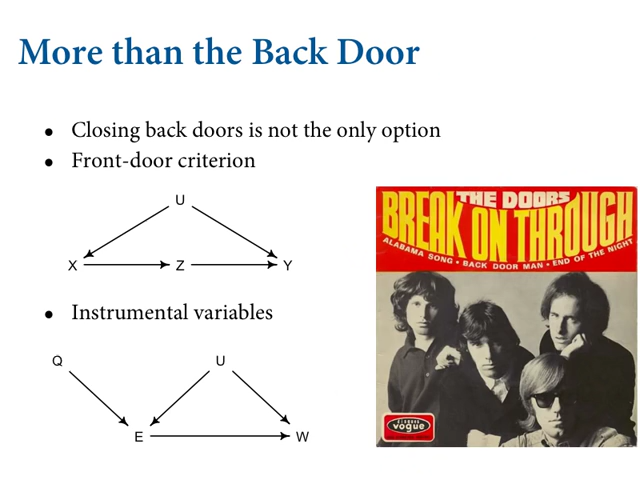 More than the Back Door
• Closing back doors is not the only option
• Front-door criterion
U
X
Z
Y
• Instrumental variables
Q
U
E
W
THE DOORS
BREAK ON THROUGH
ALABAMA SONG • BACK DOOR MAN • END OF THE NIGHT
vogue